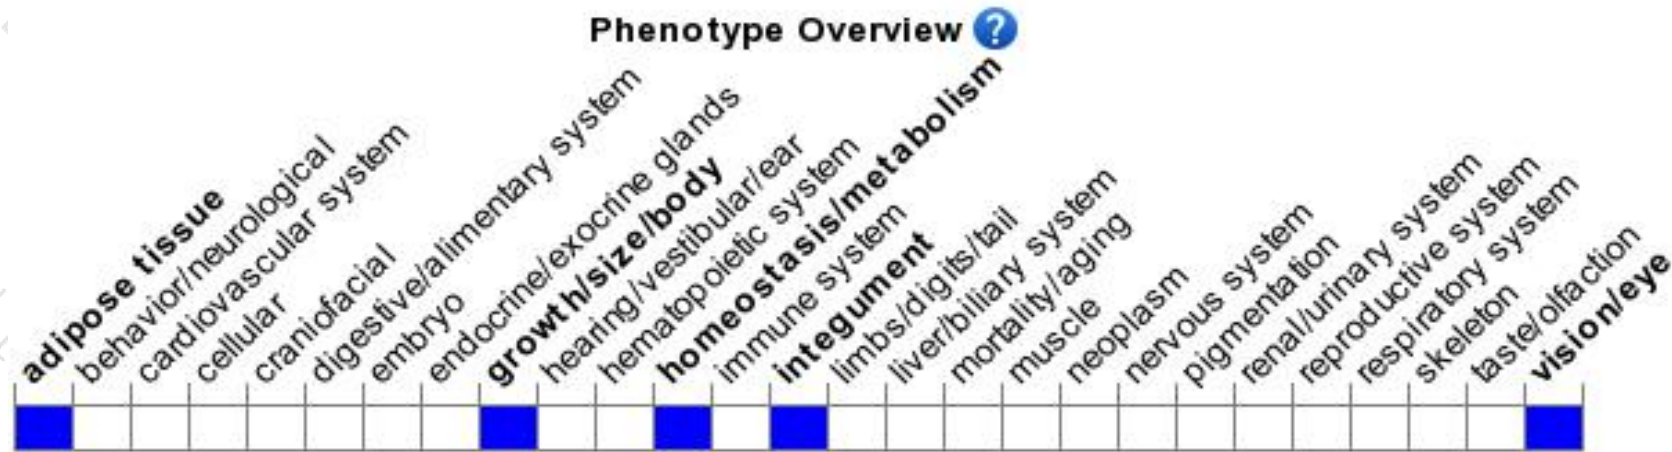 Phenotype Overview ?
adipose tissue
behavior/neurological
cardiovascular system
cellular
craniofacial
digestive/alimentary system
embryo
endocrine/exocrine glands
growth/size/body
hearing/vestibular/ear
hematopoietic system
homeostasis/metabolism
immune system
integument
limbs/digits/tail
liver/biliary system
mortality/aging
muscle
neoplasm
nervous system
pigmentation
renal/urinary system
reproductive system
respiratory system
skeleton
taste/olfaction
vision/eye